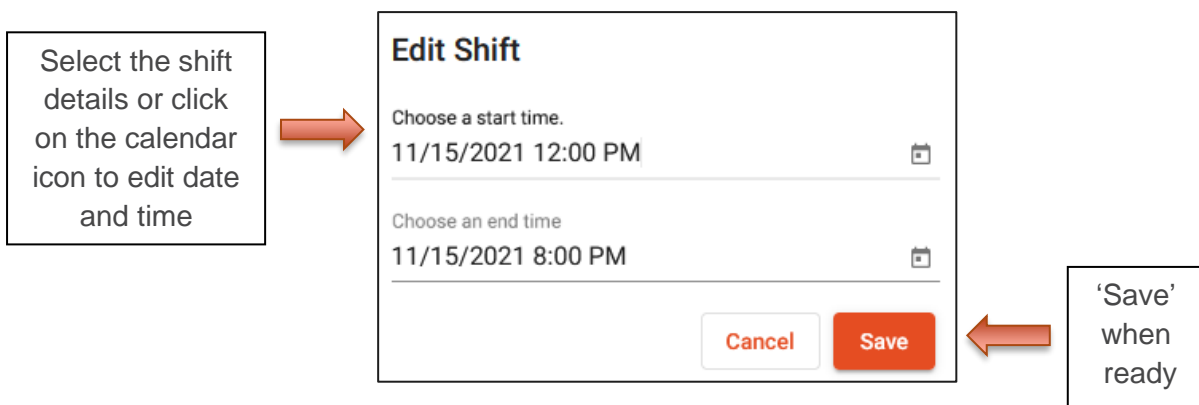 Select the shift
details or click
on the calendar
icon to edit date
and time
Edit Shift
Choose a start time.
11/15/2021 12:00 PM
Choose an end time
11/15/2021 8:00 PM
Cancel
Save
‘Save’
when
ready